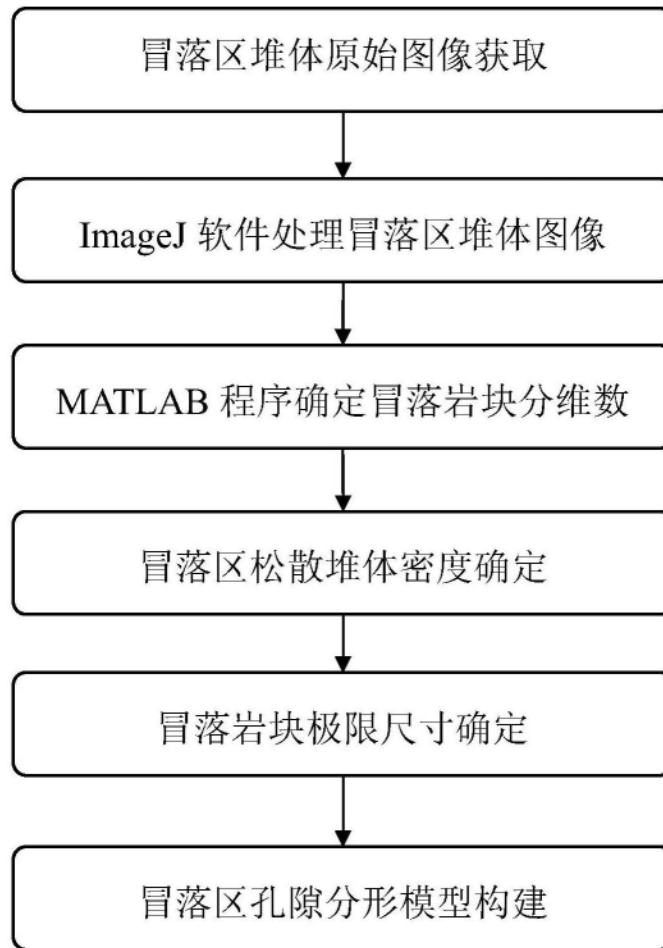 冒落区堆体原始图像获取
ImageJ 软件处理冒落区堆体图像
MATLAB 程序确定冒落岩块分维数
冒落区松散堆体密度确定
冒落岩块极限尺寸确定
冒落区孔隙分形模型构建